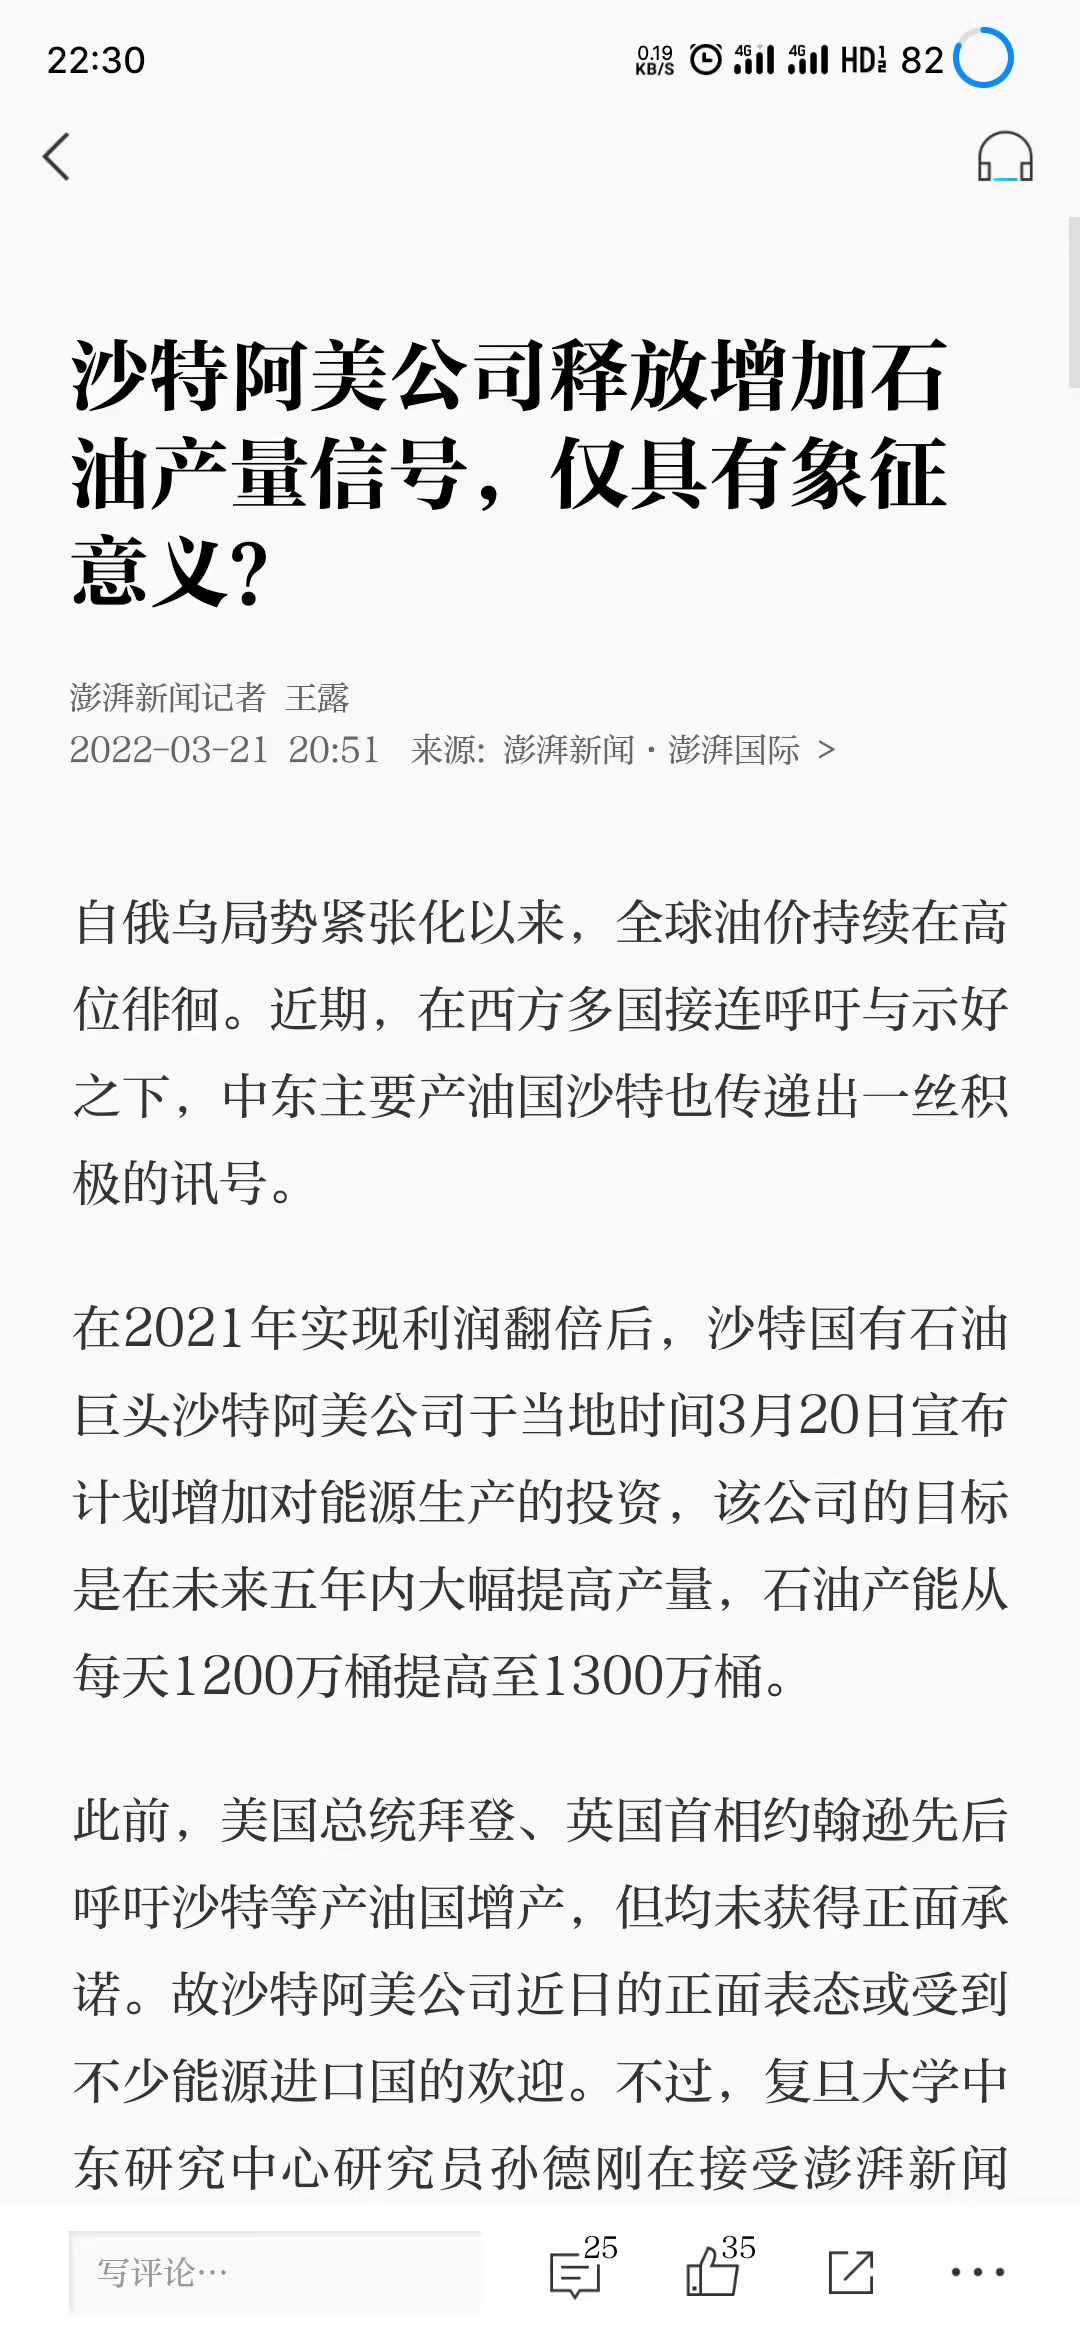 22:30
0.19 KB/S 4G 4G HD 1 2 82
沙特阿美公司释放增加石
油产量信号，仅具有象征
意义？
澎湃新闻记者 王露
2022-03-21 20:51 来源: 澎湃新闻·澎湃国际 >
自俄乌局势紧张化以来，全球油价持续在高
位徘徊。近期，在西方多国接连呼吁与示好
之下，中东主要产油国沙特也传递出一丝积
极的讯号。
在2021年实现利润翻倍后，沙特国有石油
巨头沙特阿美公司于当地时间3月20日宣布
计划增加对能源生产的投资，该公司的目标
是在未来五年内大幅提高产量，石油产能从
每天1200万桶提高至1300万桶。
此前，美国总统拜登、英国首相约翰逊先后
呼吁沙特等产油国增产，但均未获得正面承
诺。故沙特阿美公司近日的正面表态或受到
不少能源进口国的欢迎。不过，复旦大学中
东研究中心研究员孙德刚在接受澎湃新闻
写评论… 25 35